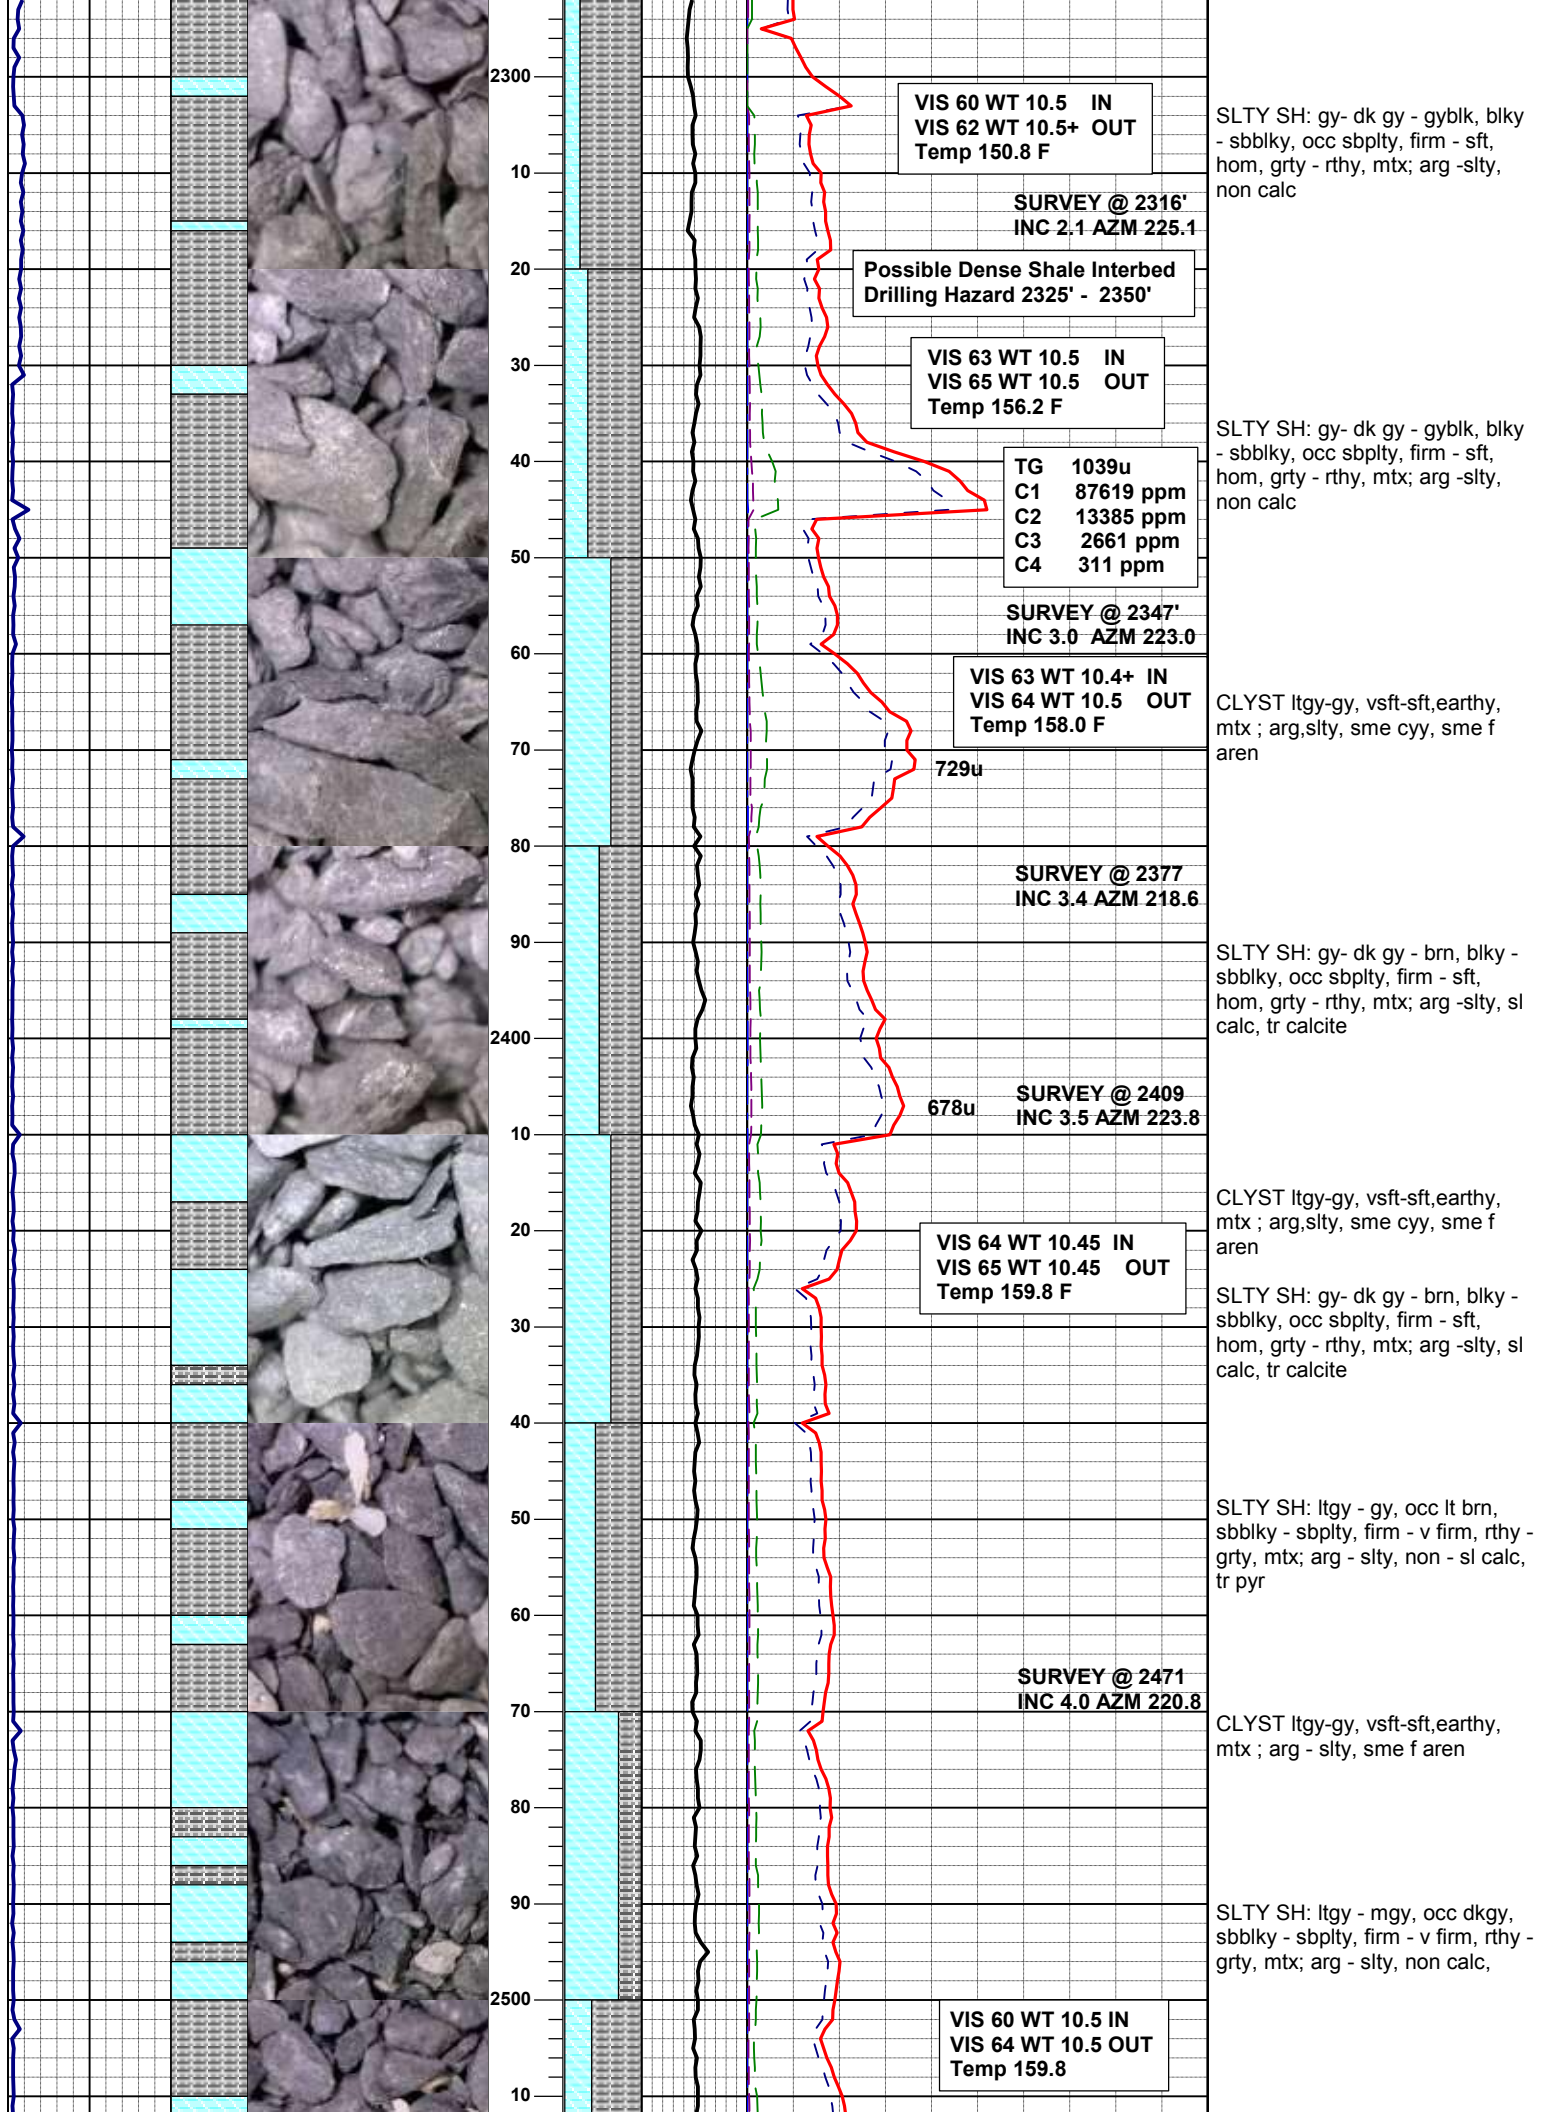 2300
VIS 60 WT 10.5 IN
VIS 62 WT 10.5+ OUT
Temp 150.8 F
SLTY SH: gy- dk gy - gyblk, blky
- sbblky, occ sbplty, firm - sft,
hom, grty - rthy, mtx; arg -slty,
non calc
10
SURVEY @ 2316'
INC 2.1 AZM 225.1
20
Possible Dense Shale Interbed
Drilling Hazard 2325' - 2350'
30
VIS 63 WT 10.5 IN
VIS 65 WT 10.5 OUT
Temp 156.2 F
SLTY SH: gy- dk gy - gyblk, blky
- sbblky, occ sbplty, firm - sft,
hom, grty - rthy, mtx; arg -slty,
non calc
40
TG 1039u
C1 87619 ppm
C2 13385 ppm
C3 2661 ppm
C4 311 ppm
50
SURVEY @ 2347'
INC 3.0 AZM 223.0
60
VIS 63 WT 10.4+ IN
VIS 64 WT 10.5 OUT
Temp 158.0 F
CLYST ltgy-gy, vsft-sft,earthy,
mtx ; arg,slty, sme cyy, sme f
aren
70
729u
80
SURVEY @ 2377
INC 3.4 AZM 218.6
90
SLTY SH: gy- dk gy - brn, blky -
sbblky, occ sbplty, firm - sft,
hom, grty - rthy, mtx; arg -slty, sl
calc, tr calcite
2400
678u
SURVEY @ 2409
INC 3.5 AZM 223.8
10
CLYST ltgy-gy, vsft-sft,earthy,
mtx ; arg,slty, sme cyy, sme f
aren
20
VIS 64 WT 10.45 IN
VIS 65 WT 10.45 OUT
Temp 159.8 F
SLTY SH: gy- dk gy - brn, blky -
sbblky, occ sbplty, firm - sft,
hom, grty - rthy, mtx; arg -slty, sl
calc, tr calcite
30
40
50
SLTY SH: ltgy - gy, occ lt brn,
sbblky - sbplty, firm - v firm, rthy -
grty, mtx; arg - slty, non - sl calc,
tr pyr
60
SURVEY @ 2471
INC 4.0 AZM 220.8
70
CLYST ltgy-gy, vsft-sft,earthy,
mtx ; arg - slty, sme f aren
80
90
SLTY SH: ltgy - mgy, occ dkgy,
sbblky - sbplty, firm - v firm, rthy -
grty, mtx; arg - slty, non calc,
2500
VIS 60 WT 10.5 IN
VIS 64 WT 10.5 OUT
Temp 159.8
10